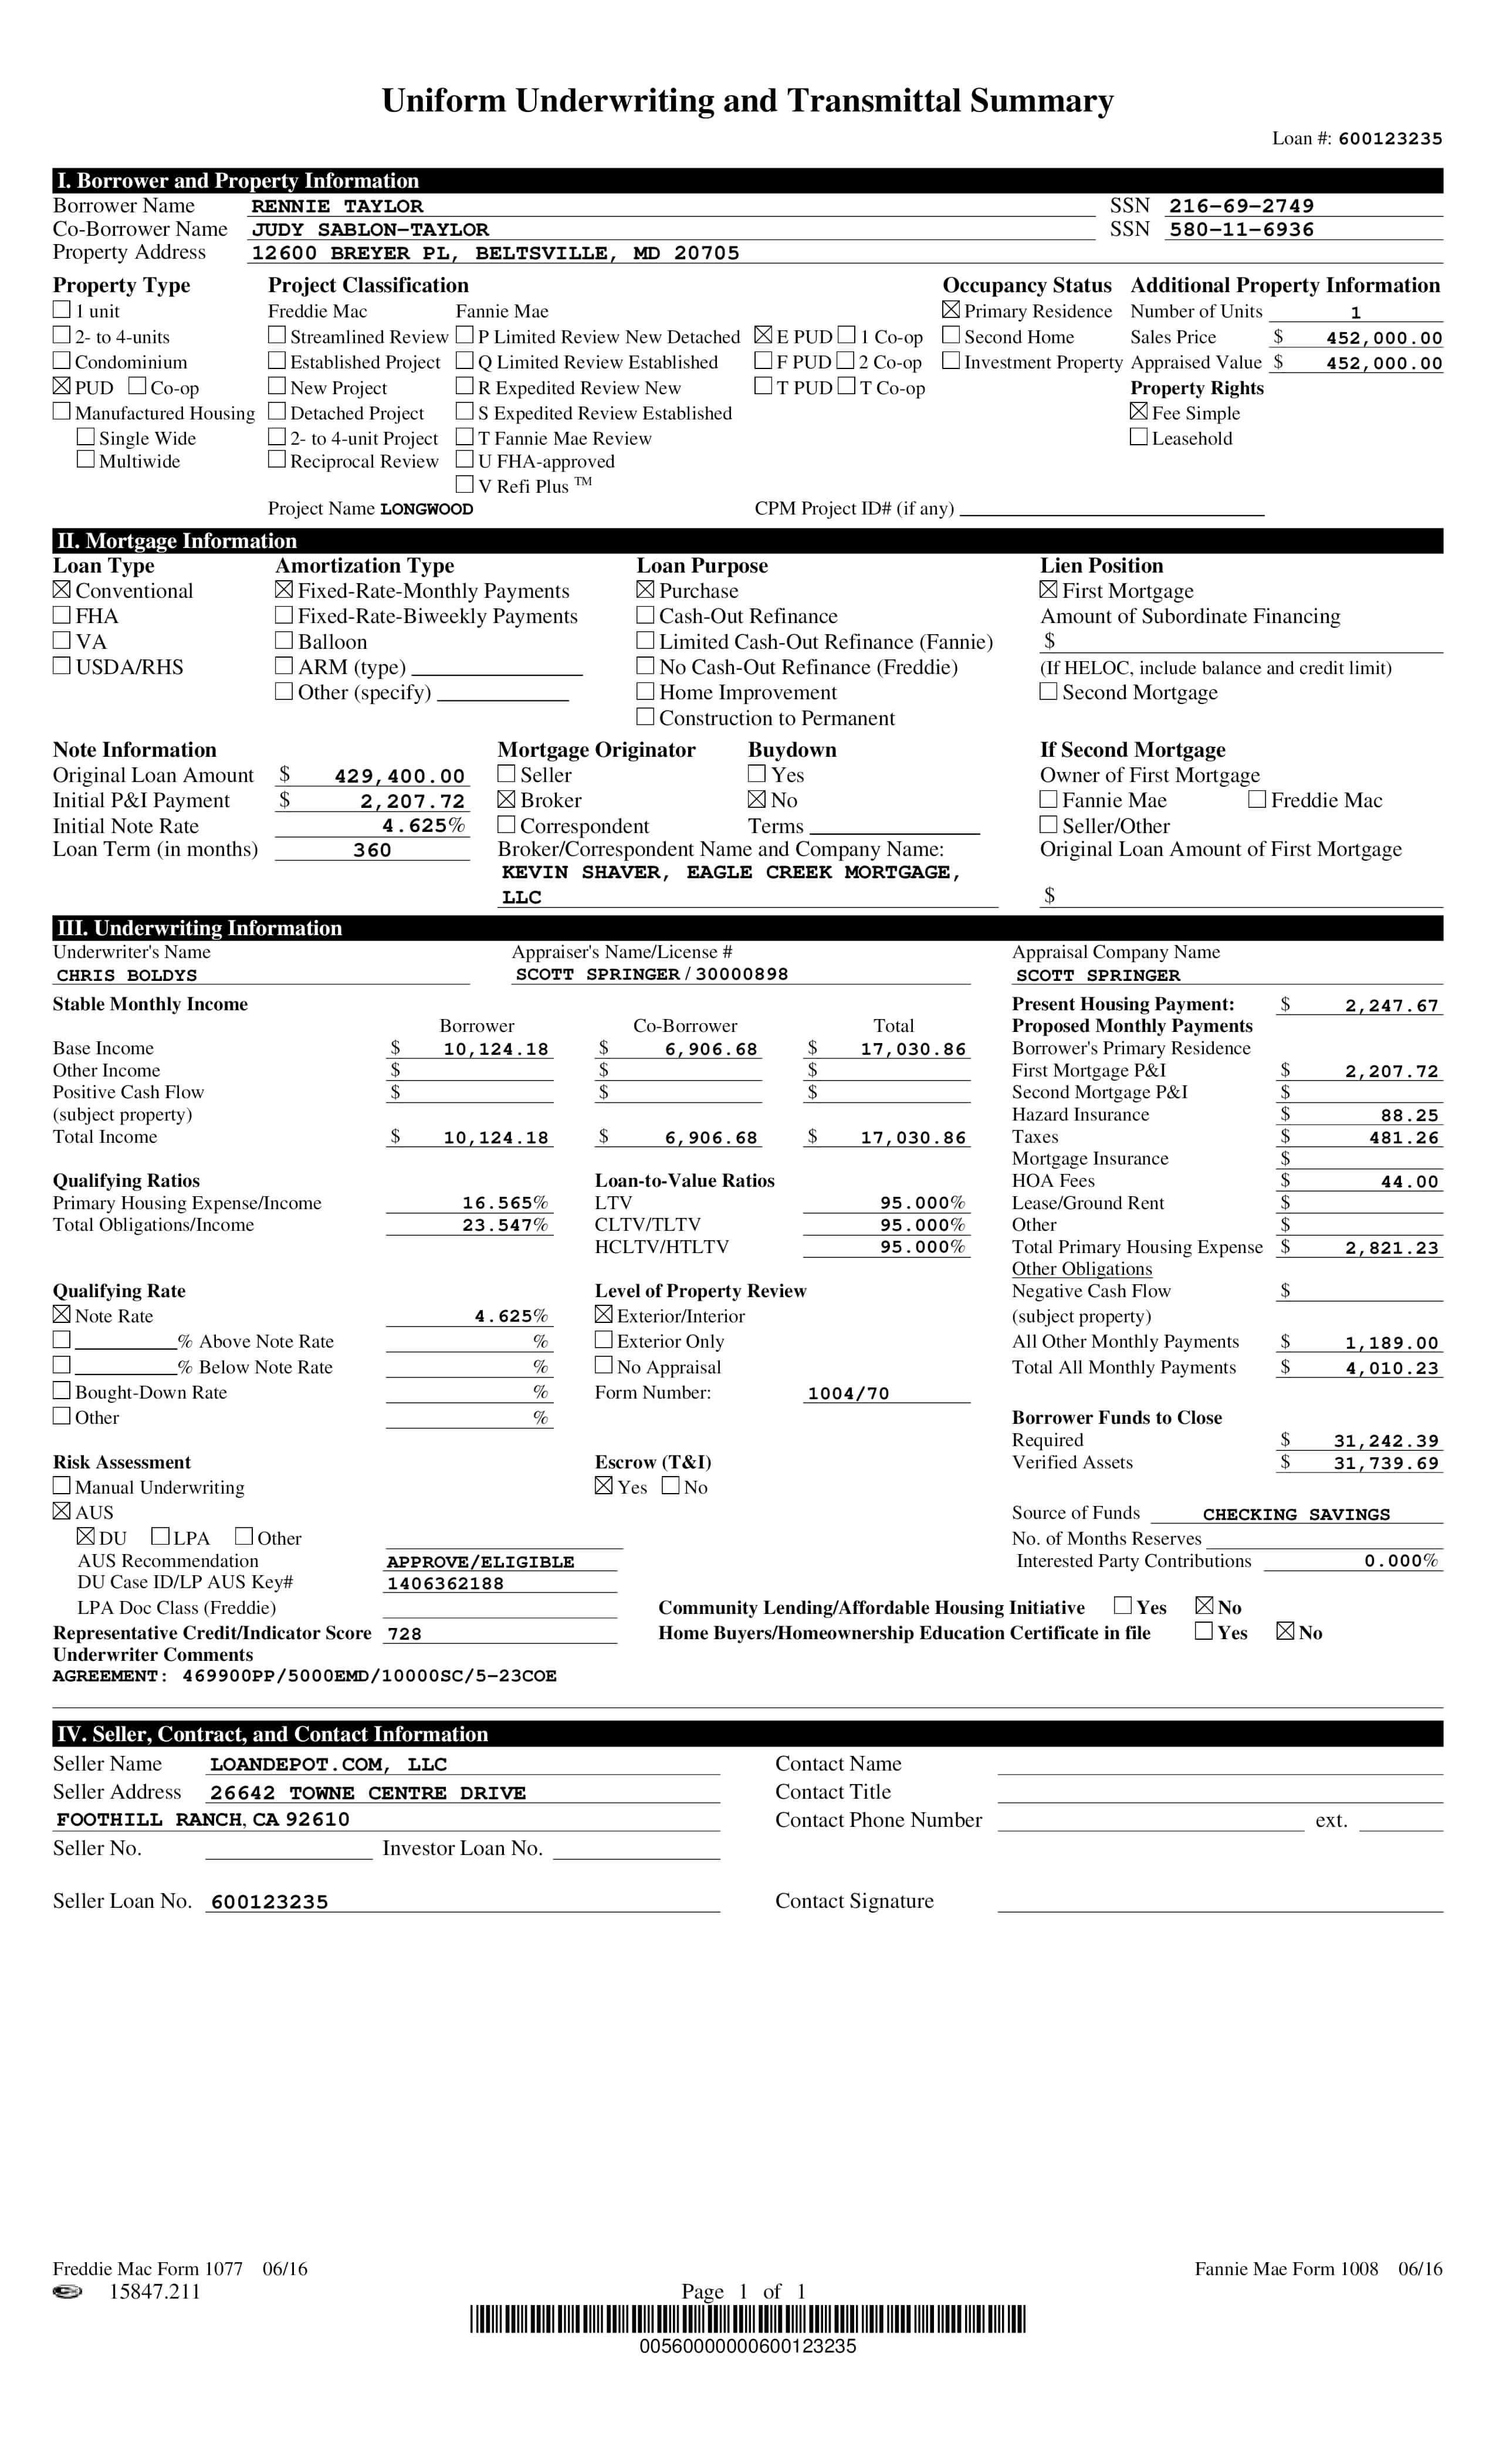 Uniform Underwriting and Transmittal Summary
Loan #: 600123235
I. Borrower and Property Information
Borrower Name RENNIE TAYLOR SSN 216-69-2749
Co-Borrower Name JUDY SABLON-TAYLOR SSN 580-11-6936
Property Address 12600 BREYER PL, BELTSVILLE, MD 20705
Property Type Project Classification Occupancy Status Additional Property Information
☐ 1 unit Freddie Mac Fannie Mae ☒ Primary Residence Number of Units 1
☐ 2- to 4-units ☐ Streamlined Review ☐ P Limited Review New Detached ☒ E PUD ☐ 1 Co-op ☐ Second Home Sales Price $ 452,000.00
☐ Condominium ☐ Established Project ☐ Q Limited Review Established ☐ F PUD ☐ 2 Co-op ☐ Investment Property Appraised Value $ 452,000.00
☒ PUD ☐ Co-op ☐ New Project ☐ R Expedited Review New ☐ T PUD ☐ T Co-op Property Rights
☐ Manufactured Housing ☐ Detached Project ☐ S Expedited Review Established ☒ Fee Simple
☐ Single Wide ☐ 2- to 4-unit Project ☐ T Fannie Mae Review ☐ Leasehold
☐ Multiwide ☐ Reciprocal Review ☐ U FHA-approved
☐ V Refi Plus TM
Project Name LONGWOOD CPM Project ID# (if any)
II. Mortgage Information
Loan Type Amortization Type Loan Purpose Lien Position
☒ Conventional ☒ Fixed-Rate-Monthly Payments ☒ Purchase ☒ First Mortgage
☐ FHA ☐ Fixed-Rate-Biweekly Payments ☐ Cash-Out Refinance Amount of Subordinate Financing
☐ VA ☐ Balloon ☐ Limited Cash-Out Refinance (Fannie) $
☐ USDA/RHS ☐ ARM (type) ☐ No Cash-Out Refinance (Freddie) (If HELOC, include balance and credit limit)
☐ Other (specify) ☐ Home Improvement ☐ Second Mortgage
☐ Construction to Permanent
Note Information Mortgage Originator Buydown If Second Mortgage
Original Loan Amount $ 429,400.00 ☐ Seller ☐ Yes Owner of First Mortgage
Initial P&I Payment $ 2,207.72 ☒ Broker ☒ No ☐ Fannie Mae ☐ Freddie Mac
Initial Note Rate 4.625% ☐ Correspondent Terms ☐ Seller/Other
Loan Term (in months) 360 Broker/Correspondent Name and Company Name: Original Loan Amount of First Mortgage
KEVIN SHAVER, EAGLE CREEK MORTGAGE,
LLC $
III. Underwriting Information
Underwriter's Name Appraiser's Name/License # Appraisal Company Name
CHRIS BOLDYS SCOTT SPRINGER / 30000898 SCOTT SPRINGER
Stable Monthly Income Present Housing Payment: $ 2,247.67
Borrower Co-Borrower Total Proposed Monthly Payments
Base Income $ 10,124.18 $ 6,906.68 $ 17,030.86 Borrower's Primary Residence
Other Income $ $ $ First Mortgage P&I $ 2,207.72
Positive Cash Flow $ $ $ Second Mortgage P&I $
(subject property) Hazard Insurance $ 88.25
Total Income $ 10,124.18 $ 6,906.68 $ 17,030.86 Taxes $ 481.26
Mortgage Insurance $
Qualifying Ratios Loan-to-Value Ratios HOA Fees $ 44.00
Primary Housing Expense/Income 16.565% LTV 95.000% Lease/Ground Rent $
Total Obligations/Income 23.547% CLTV/TLTV 95.000% Other $
HCLTV/HTLTV 95.000% Total Primary Housing Expense $ 2,821.23
Other Obligations
Qualifying Rate Level of Property Review Negative Cash Flow $
☒ Note Rate 4.625% ☒ Exterior/Interior (subject property)
☐ % Above Note Rate % ☐ Exterior Only All Other Monthly Payments $ 1,189.00
☐ % Below Note Rate % ☐ No Appraisal Total All Monthly Payments $ 4,010.23
☐ Bought-Down Rate % Form Number: 1004/70
☐ Other % Borrower Funds to Close
Required $ 31,242.39
Risk Assessment Escrow (T&I) Verified Assets $ 31,739.69
☐ Manual Underwriting ☒ Yes ☐ No
☒ AUS Source of Funds CHECKING SAVINGS
☒ DU ☐ LPA ☐ Other No. of Months Reserves
AUS Recommendation APPROVE/ELIGIBLE Interested Party Contributions 0.000%
DU Case ID/LP AUS Key# 1406362188
LPA Doc Class (Freddie) Community Lending/Affordable Housing Initiative ☐ Yes ☒ No
Representative Credit/Indicator Score 728 Home Buyers/Homeownership Education Certificate in file ☐ Yes ☒ No
Underwriter Comments
AGREEMENT: 469900PP/5000EMD/10000SC/5-23COE
IV. Seller, Contract, and Contact Information
Seller Name LOANDEPOT.COM, LLC Contact Name
Seller Address 26642 TOWNE CENTRE DRIVE Contact Title
FOOTHILL RANCH, CA 92610 Contact Phone Number ext.
Seller No. Investor Loan No.
Seller Loan No. 600123235 Contact Signature
Freddie Mac Form 1077 06/16 Fannie Mae Form 1008 06/16
15847.211 Page 1 of 1
00560000000600123235